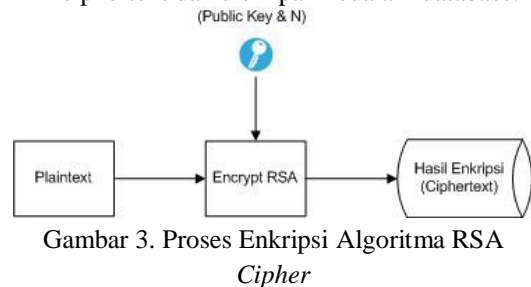 (Public Key & N)
Plaintext
Encrypt RSA
Hasil Enkripsi
(Ciphertext)
Gambar 3. Proses Enkripsi Algoritma RSA
Cipher